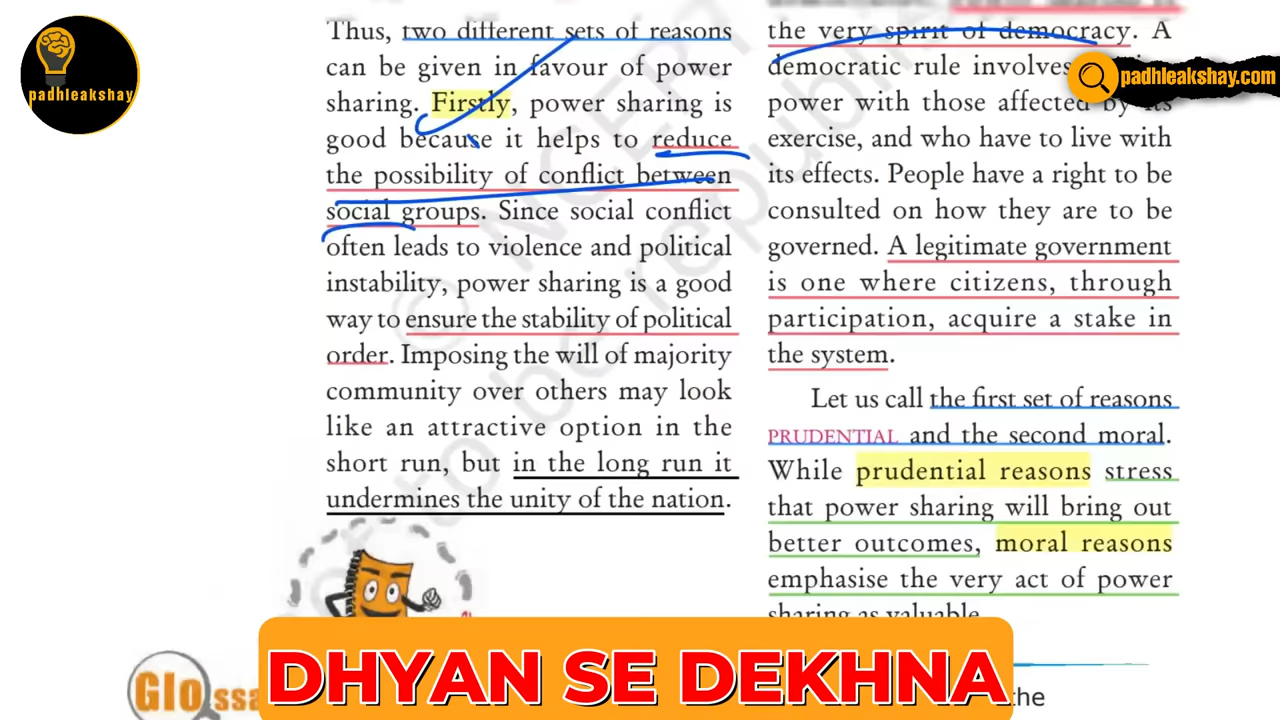 padhleakshay
Thus, two different sets of reasons
can be given in favour of power
sharing. Firstly, power sharing is
good because it helps to reduce
the possibility of conflict between
social groups. Since social conflict
often leads to violence and political
instability, power sharing is a good
way to ensure the stability of political
order. Imposing the will of majority
community over others may look
like an attractive option in the
short run, but in the long run it
undermines the unity of the nation.
the very spirit of democracy. A
democratic rule involves
padhleakshay.com
power with those affected by its
exercise, and who have to live with
its effects. People have a right to be
consulted on how they are to be
governed. A legitimate government
is one where citizens, through
participation, acquire a stake in
the system.
Let us call the first set of reasons
PRUDENTIAL and the second moral.
While prudential reasons stress
that power sharing will bring out
better outcomes, moral reasons
emphasise the very act of power
sharing as valuable.
Glossa
DHYAN SE DEKHNA
the